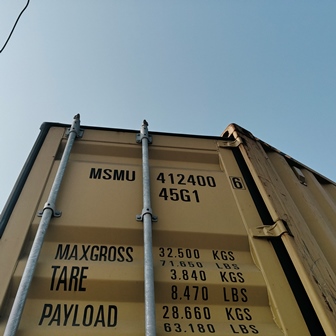 MSMU 412400 6
45G1
MAXGROSS 32.500 KGS
71.650 LBS
TARE 3.840 KGS
8.470 LBS
PAYLOAD 28.660 KGS
63.180 LBS